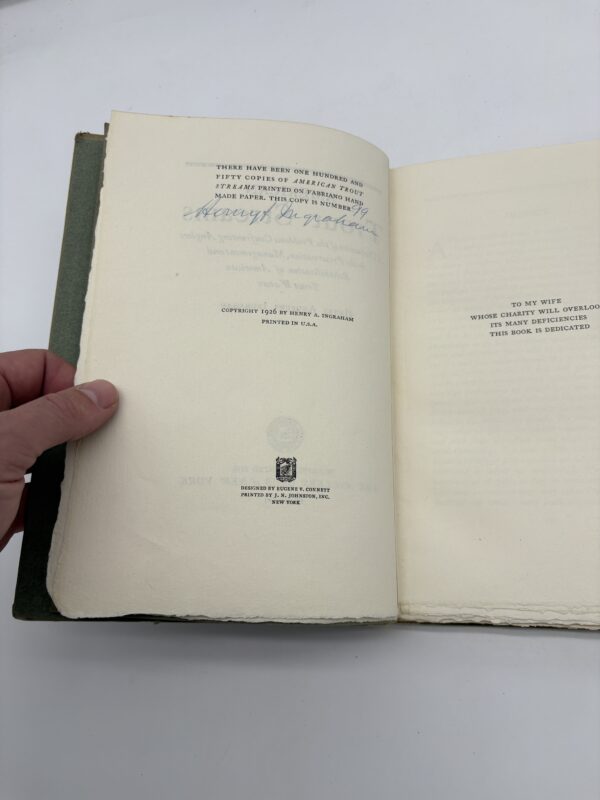 THERE HAVE BEEN ONE HUNDRED AND
FIFTY COPIES OF AMERICAN TROUT
STREAMS PRINTED ON FABRIANO HAND
MADE PAPER. THIS COPY IS NUMBER 99
Henry A Ingraham
COPYRIGHT 1926 BY HENRY A. INGRAHAM
PRINTED IN U.S.A.
DESIGNED BY EUGENE V. CONNETT
PRINTED BY J. N. JOHNSTON, INC.
NEW YORK
TO MY WIFE
WHOSE CHARITY WILL OVERLOO
ITS MANY DEFICIENCIES
THIS BOOK IS DEDICATED